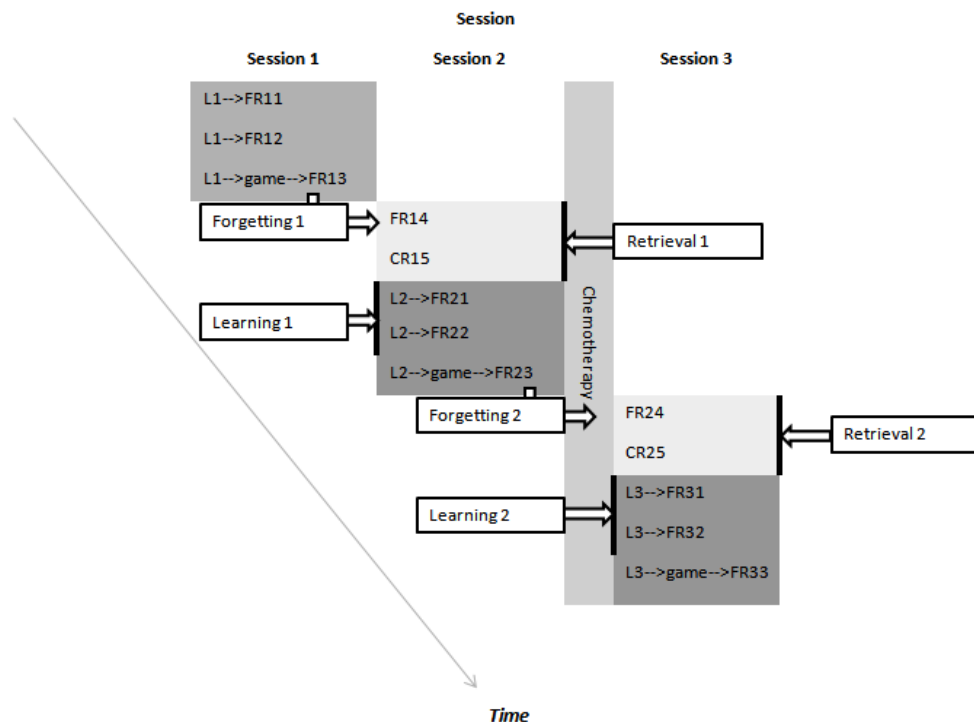 Session
Session 1
Session 2
Session 3
L1-->FR11
L1-->FR12
L1-->game-->FR13
Forgetting 1
FR14
CR15
Retrieval 1
Learning 1
L2-->FR21
L2-->FR22
L2-->game-->FR23
Chemotherapy
Forgetting 2
FR24
CR25
Retrieval 2
Learning 2
L3-->FR31
L3-->FR32
L3-->game-->FR33
Time